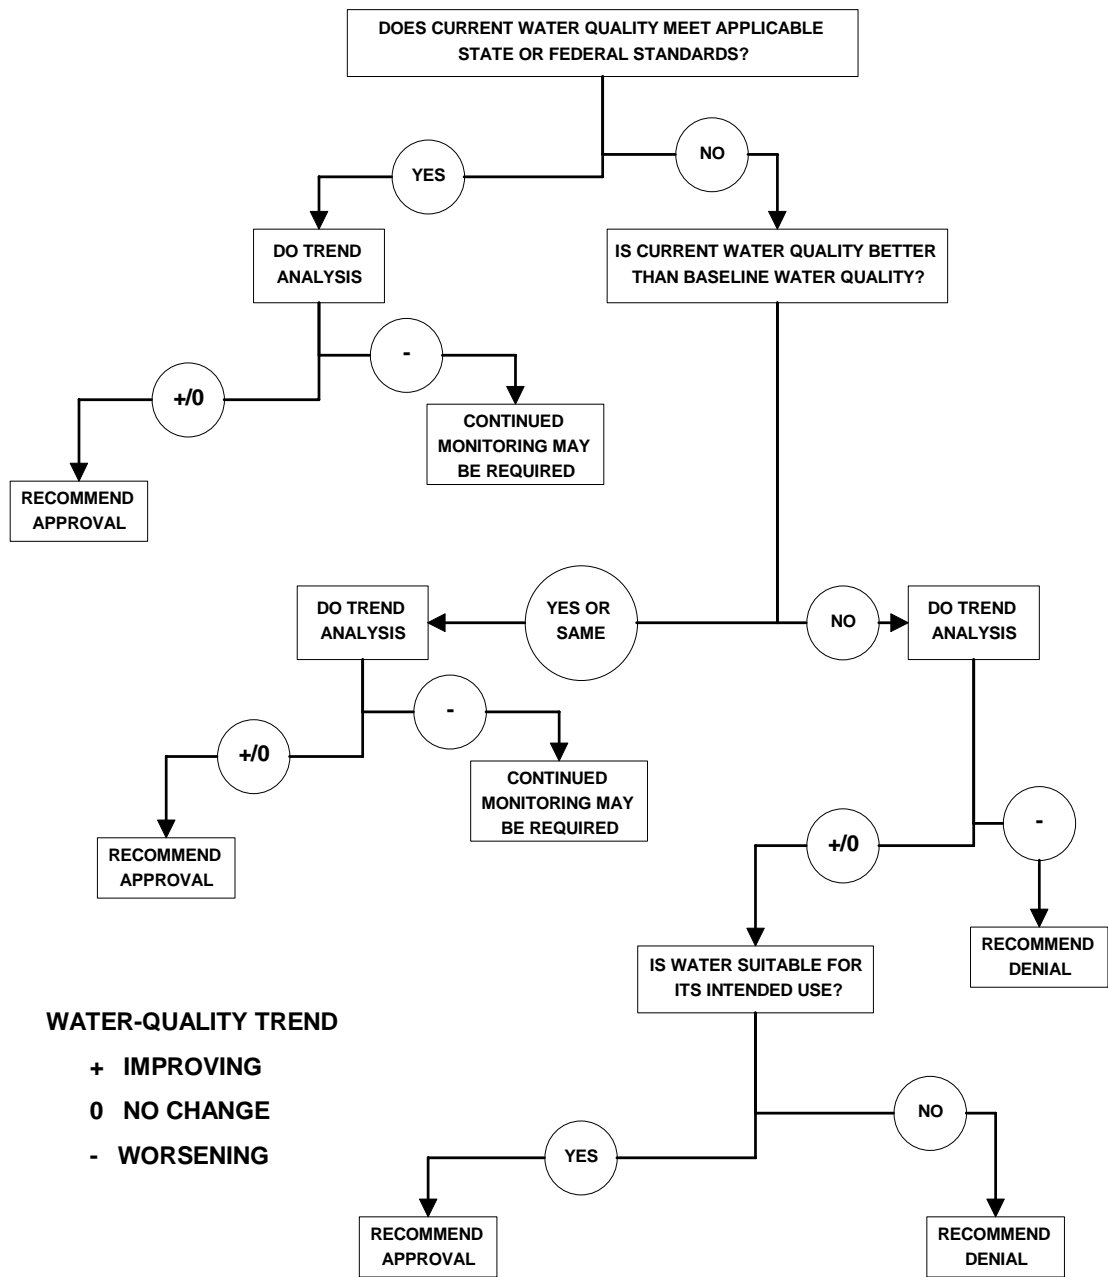 DOES CURRENT WATER QUALITY MEET APPLICABLE
STATE OR FEDERAL STANDARDS?
NO
YES
DO TREND
ANALYSIS
IS CURRENT WATER QUALITY BETTER
THAN BASELINE WATER QUALITY?
-
+/0
CONTINUED
MONITORING MAY
BE REQUIRED
RECOMMEND
APPROVAL
DO TREND
ANALYSIS
YES OR
SAME
NO
DO TREND
ANALYSIS
-
+/0
CONTINUED
MONITORING MAY
BE REQUIRED
RECOMMEND
APPROVAL
-
+/0
RECOMMEND
DENIAL
IS WATER SUITABLE FOR
ITS INTENDED USE?
WATER-QUALITY TREND
+ IMPROVING
0 NO CHANGE
- WORSENING
NO
YES
RECOMMEND
APPROVAL
RECOMMEND
DENIAL